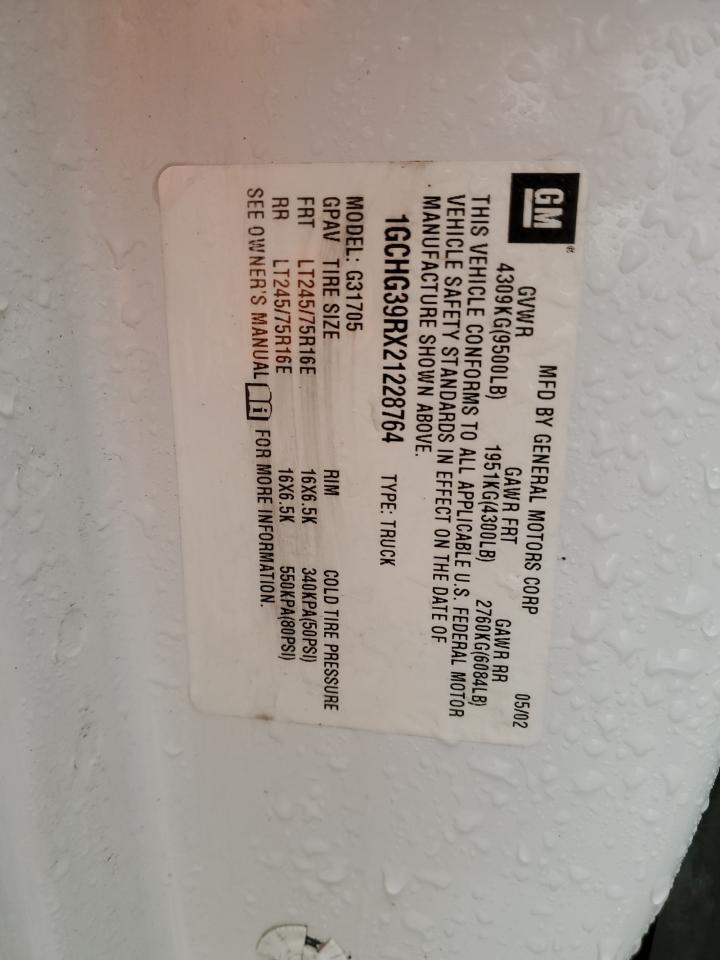 GM®
MFD BY GENERAL MOTORS CORP 05/02
GVWR GAWR FRT GAWR RR
4309KG(9500LB) 1951KG(4300LB) 2760KG(6084LB)
THIS VEHICLE CONFORMS TO ALL APPLICABLE U.S. FEDERAL MOTOR
VEHICLE SAFETY STANDARDS IN EFFECT ON THE DATE OF
MANUFACTURE SHOWN ABOVE.
1GCHG39RX21228764 TYPE: TRUCK
MODEL: G31705
GPAV TIRE SIZE RIM COLD TIRE PRESSURE
FRT LT245/75R16E 16X6.5K 340KPA(50PSI)
RR LT245/75R16E 16X6.5K 550KPA(80PSI)
SEE OWNER'S MANUAL FOR MORE INFORMATION.